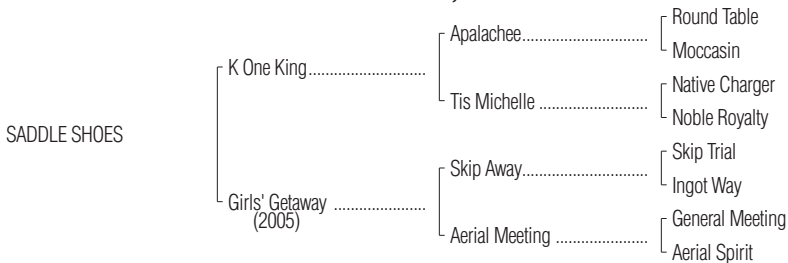 Round Table
Apalachee
Moccasin
K One King
Native Charger
Tis Michelle
Noble Royalty
SADDLE SHOES
Skip Trial
Skip Away
Ingot Way
Girls' Getaway
(2005)
General Meeting
Aerial Meeting
Aerial Spirit